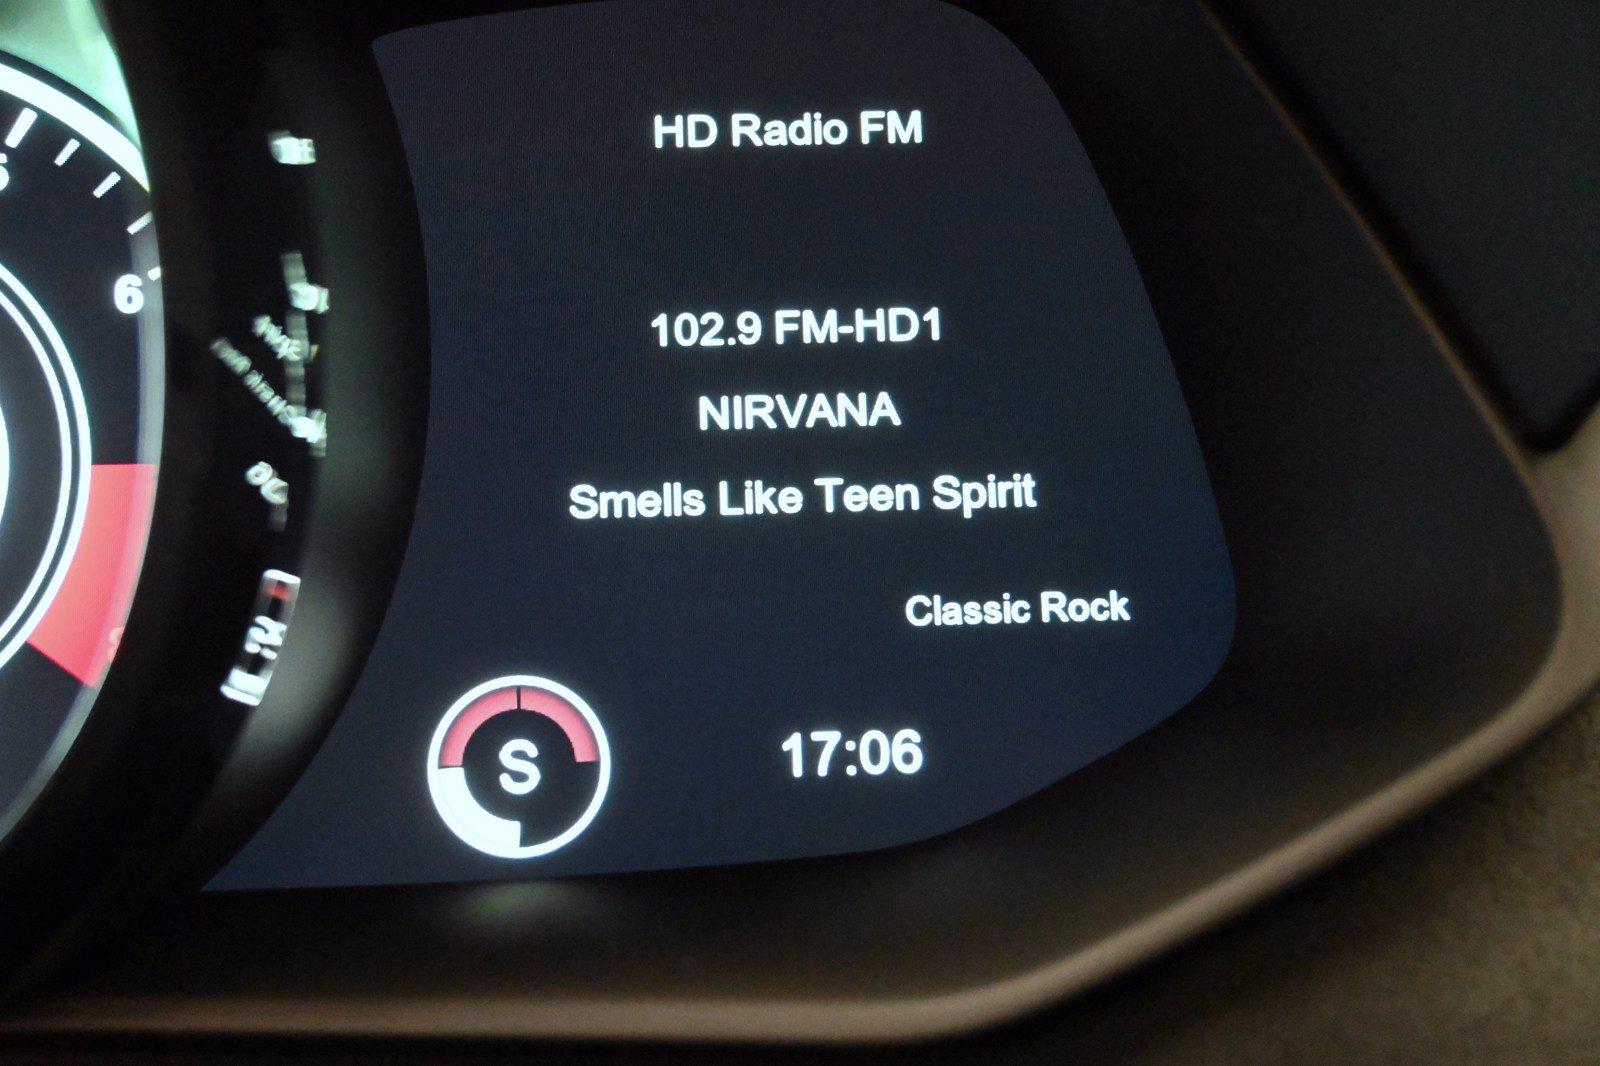 HD Radio FM
102.9 FM-HD1
NIRVANA
Smells Like Teen Spirit
Classic Rock
S
17:06
6